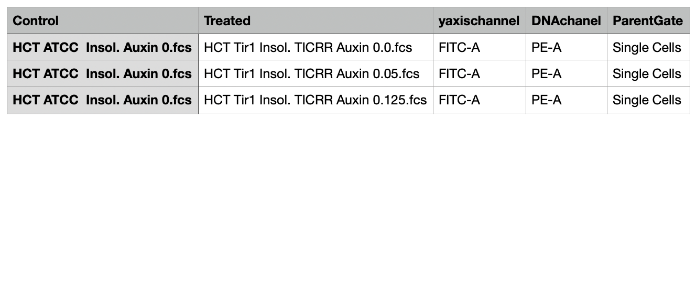 Control Treated yaxischannel DNAchanel ParentGate
HCT ATCC  Insol. Auxin 0.fcs HCT Tir1 Insol. TICRR Auxin 0.0.fcs FITC-A PE-A Single Cells
HCT ATCC  Insol. Auxin 0.fcs HCT Tir1 Insol. TICRR Auxin 0.05.fcs FITC-A PE-A Single Cells
HCT ATCC  Insol. Auxin 0.fcs HCT Tir1 Insol. TICRR Auxin 0.125.fcs FITC-A PE-A Single Cells